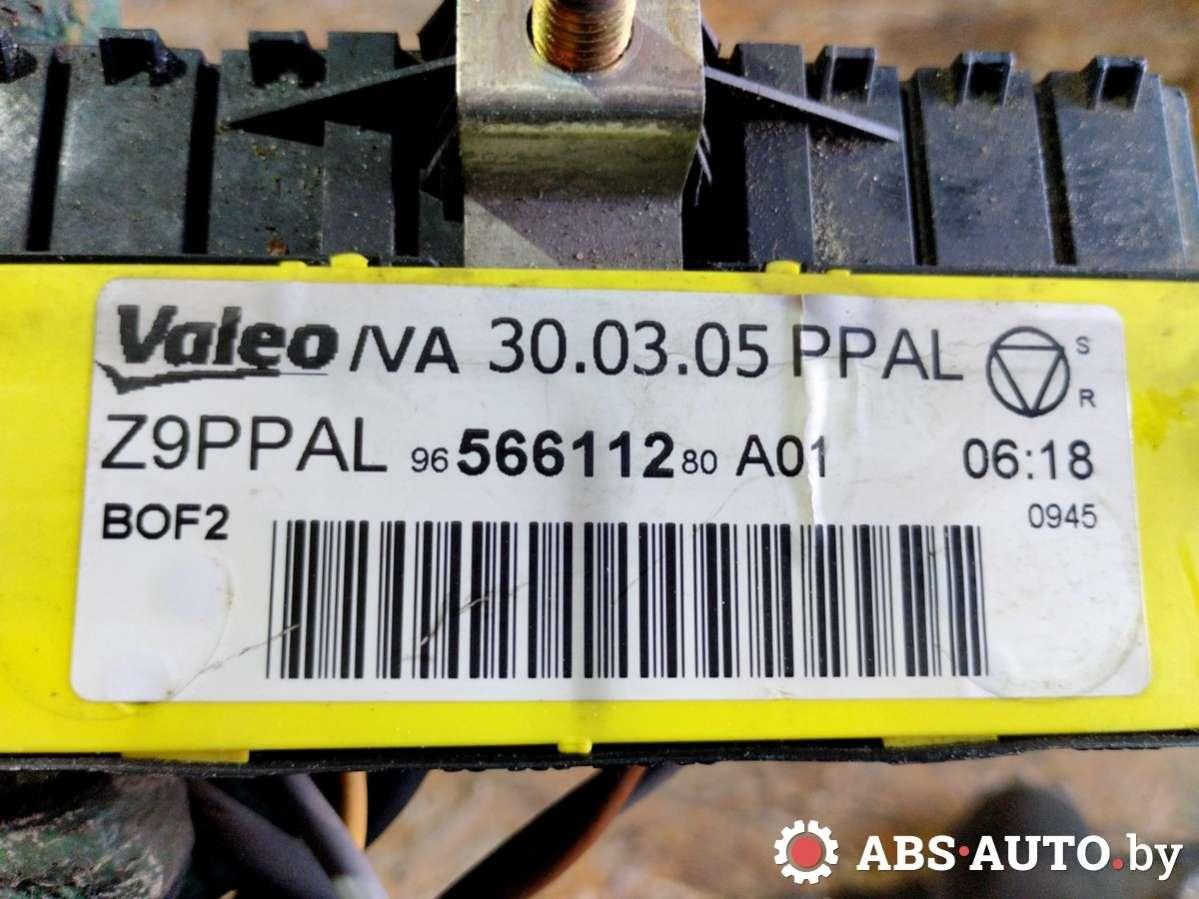 Valeo /VA 30.03.05 PPAL S
R
Z9PPAL 96 566112 80 A01 06:18
BOF2 0945
ABS·AUTO.by